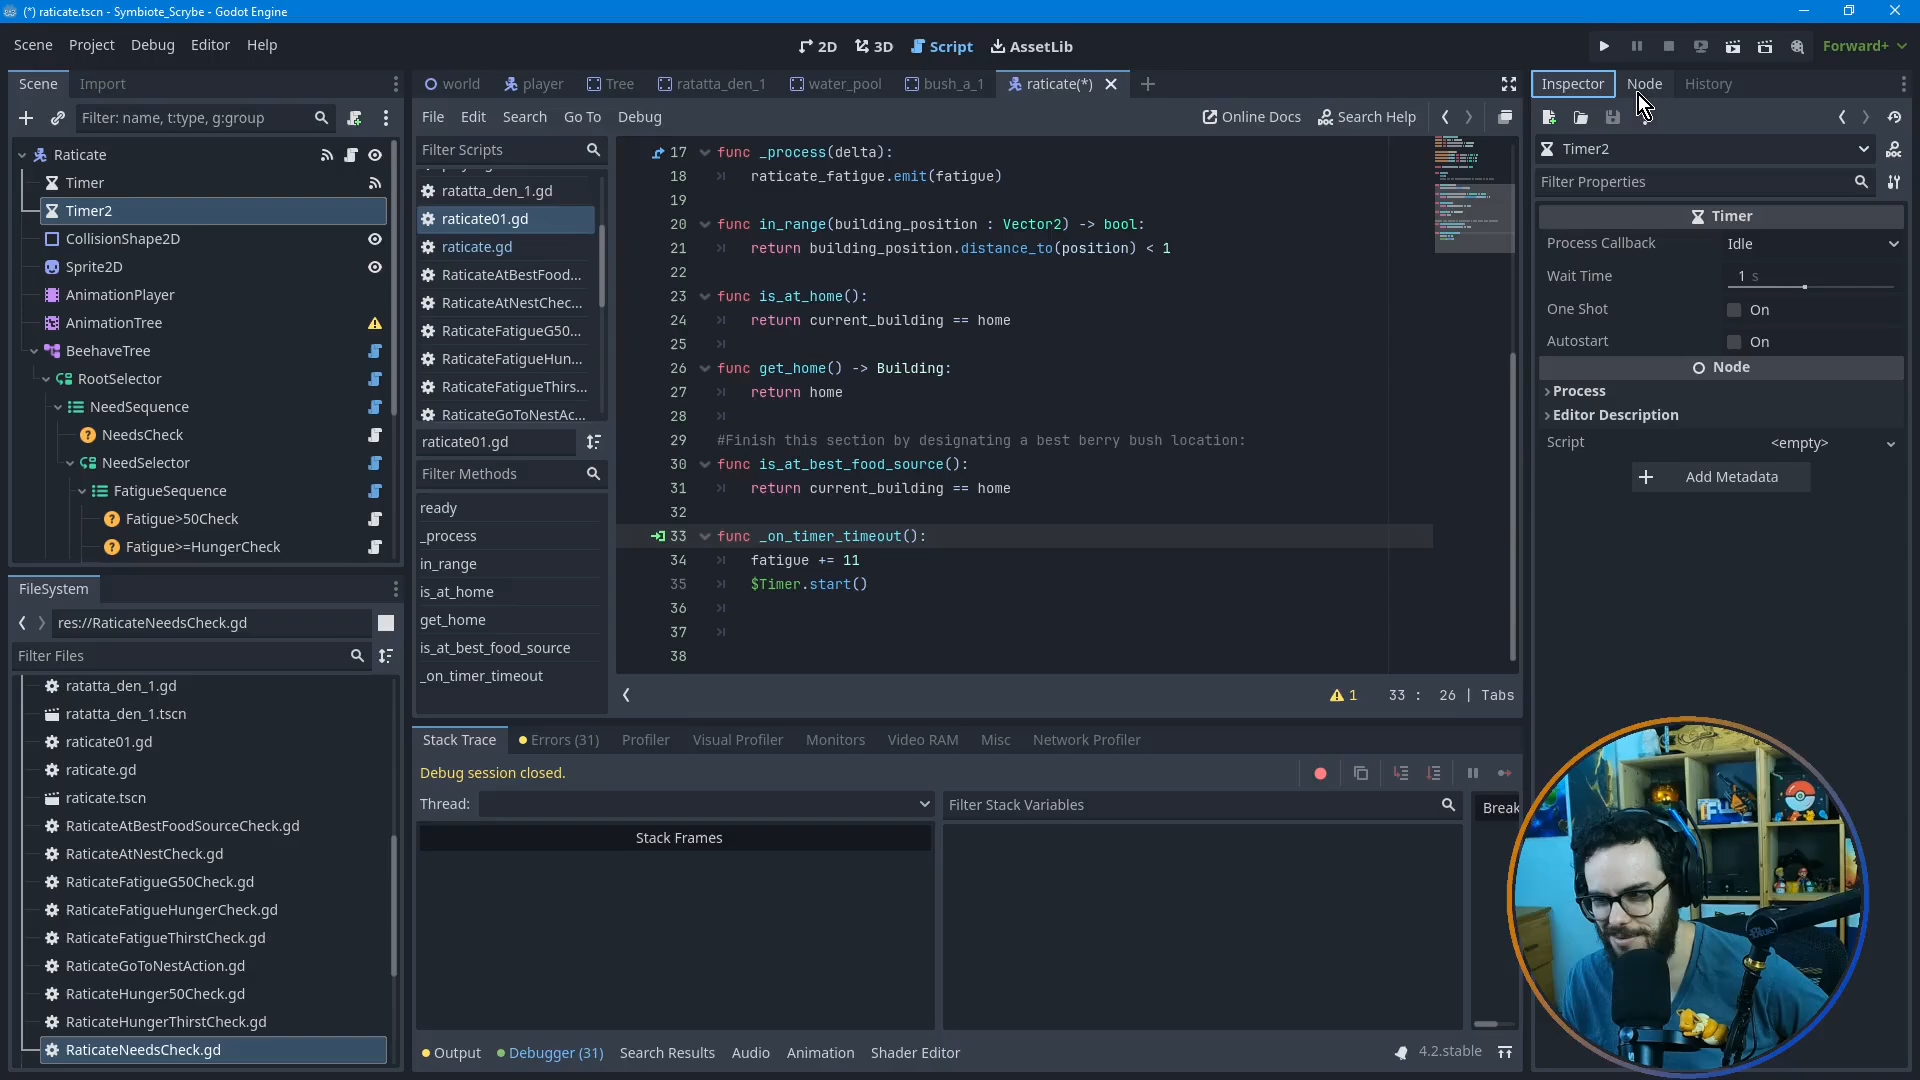 (*) raticate.tscn - Symbiote_Scrybe - Godot Engine
Scene Project Debug Editor Help
2D 3D Script AssetLib
Forward+
Scene Import
world player Tree ratatta_den_1 water_pool bush_a_1 raticate(*)
Inspector Node History
Filter: name, t:type, g:group
File Edit Search Go To Debug
Online Docs Search Help
Raticate
Timer
Timer2
CollisionShape2D
Sprite2D
AnimationPlayer
AnimationTree
BeehaveTree
RootSelector
NeedSequence
NeedsCheck
NeedSelector
FatigueSequence
Fatigue>50Check
Fatigue>=HungerCheck
Filter Scripts
ratatta_den_1.gd
raticate01.gd
raticate.gd
RaticateAtBestFood...
RaticateAtNestChec...
RaticateFatigueG50...
RaticateFatigueHun...
RaticateFatigueThirs...
RaticateGoToNestAc...
raticate01.gd
Filter Methods
ready
_process
in_range
is_at_home
get_home
is_at_best_food_source
_on_timer_timeout
17 func _process(delta):
18 raticate_fatigue.emit(fatigue)
19
20 func in_range(building_position : Vector2) -> bool:
21 return building_position.distance_to(position) < 1
22
23 func is_at_home():
24 return current_building == home
25
26 func get_home() -> Building:
27 return home
28
29 #Finish this section by designating a best berry bush location:
30 func is_at_best_food_source():
31 return current_building == home
32
33 func _on_timer_timeout():
34 fatigue += 11
35 $Timer.start()
36
37
38
1 33 : 26 | Tabs
Timer2
Filter Properties
Timer
Process Callback Idle
Wait Time 1 s
One Shot On
Autostart On
Node
Process
Editor Description
Script <empty>
Add Metadata
FileSystem
res://RaticateNeedsCheck.gd
Filter Files
ratatta_den_1.gd
ratatta_den_1.tscn
raticate01.gd
raticate.gd
raticate.tscn
RaticateAtBestFoodSourceCheck.gd
RaticateAtNestCheck.gd
RaticateFatigueG50Check.gd
RaticateFatigueHungerCheck.gd
RaticateFatigueThirstCheck.gd
RaticateGoToNestAction.gd
RaticateHunger50Check.gd
RaticateHungerThirstCheck.gd
RaticateNeedsCheck.gd
Stack Trace Errors (31) Profiler Visual Profiler Monitors Video RAM Misc Network Profiler
Debug session closed.
Thread: Filter Stack Variables Break
Stack Frames
Output Debugger (31) Search Results Audio Animation Shader Editor
4.2.stable
Blue